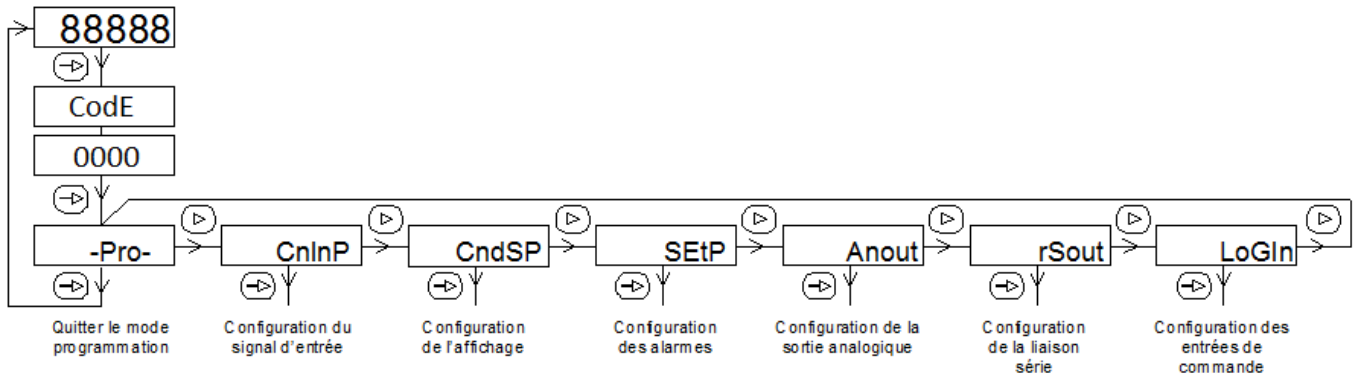 88888
CodE
0000
-Pro-
CnInP
CndSP
SEtP
Anout
rSout
LoGIn
Quitter le mode
programmation
Configuration du
signal d'entrée
Configuration
de l'affichage
Configuration
des alarmes
Configuration de la
sortie analogique
Configuration
de la liaison
série
Configuration des
entrées de
commande